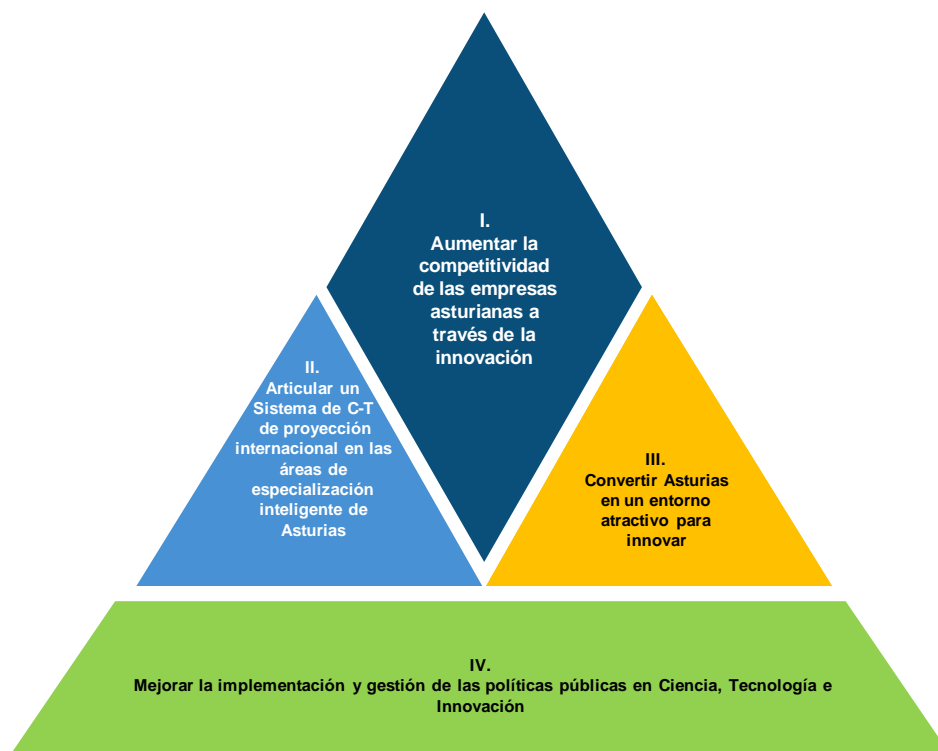 I.
Aumentar la
competitividad
de las empresas
asturianas a
través de la
innovación
II.
Articular un
Sistema de C-T
de proyección
internacional en las
áreas de
especialización
inteligente de
Asturias
III.
Convertir Asturias
en un entorno
atractivo para
innovar
IV.
Mejorar la implementación y gestión de las políticas públicas en Ciencia, Tecnología e
Innovación